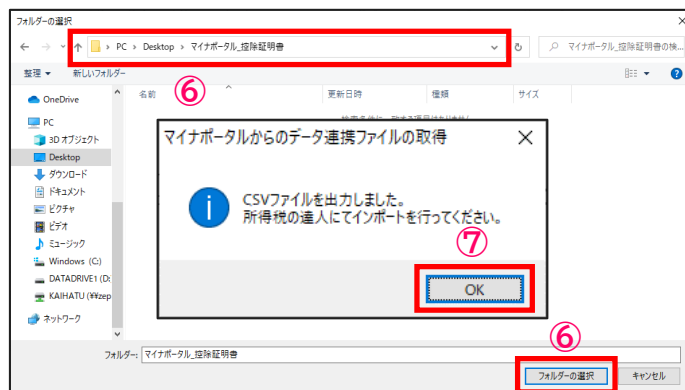 フォルダーの選択
PC > Desktop > マイナポータル_控除証明書
マイナポータル_控除証明書の検...
整理 新しいフォルダー
⑥
名前 更新日時 種類 サイズ
OneDrive
PC
3D オブジェクト
Desktop
ダウンロード
ドキュメント
ピクチャ
ビデオ
ミュージック
Windows (C:)
DATADRIVE1 (D:
KAIHATU (¥¥zep
ネットワーク
マイナポータルからのデータ連携ファイルの取得
CSVファイルを出力しました。
所得税の達人にてインポートを行ってください。
⑦
OK
⑥
フォルダー: マイナポータル_控除証明書
フォルダーの選択 キャンセル